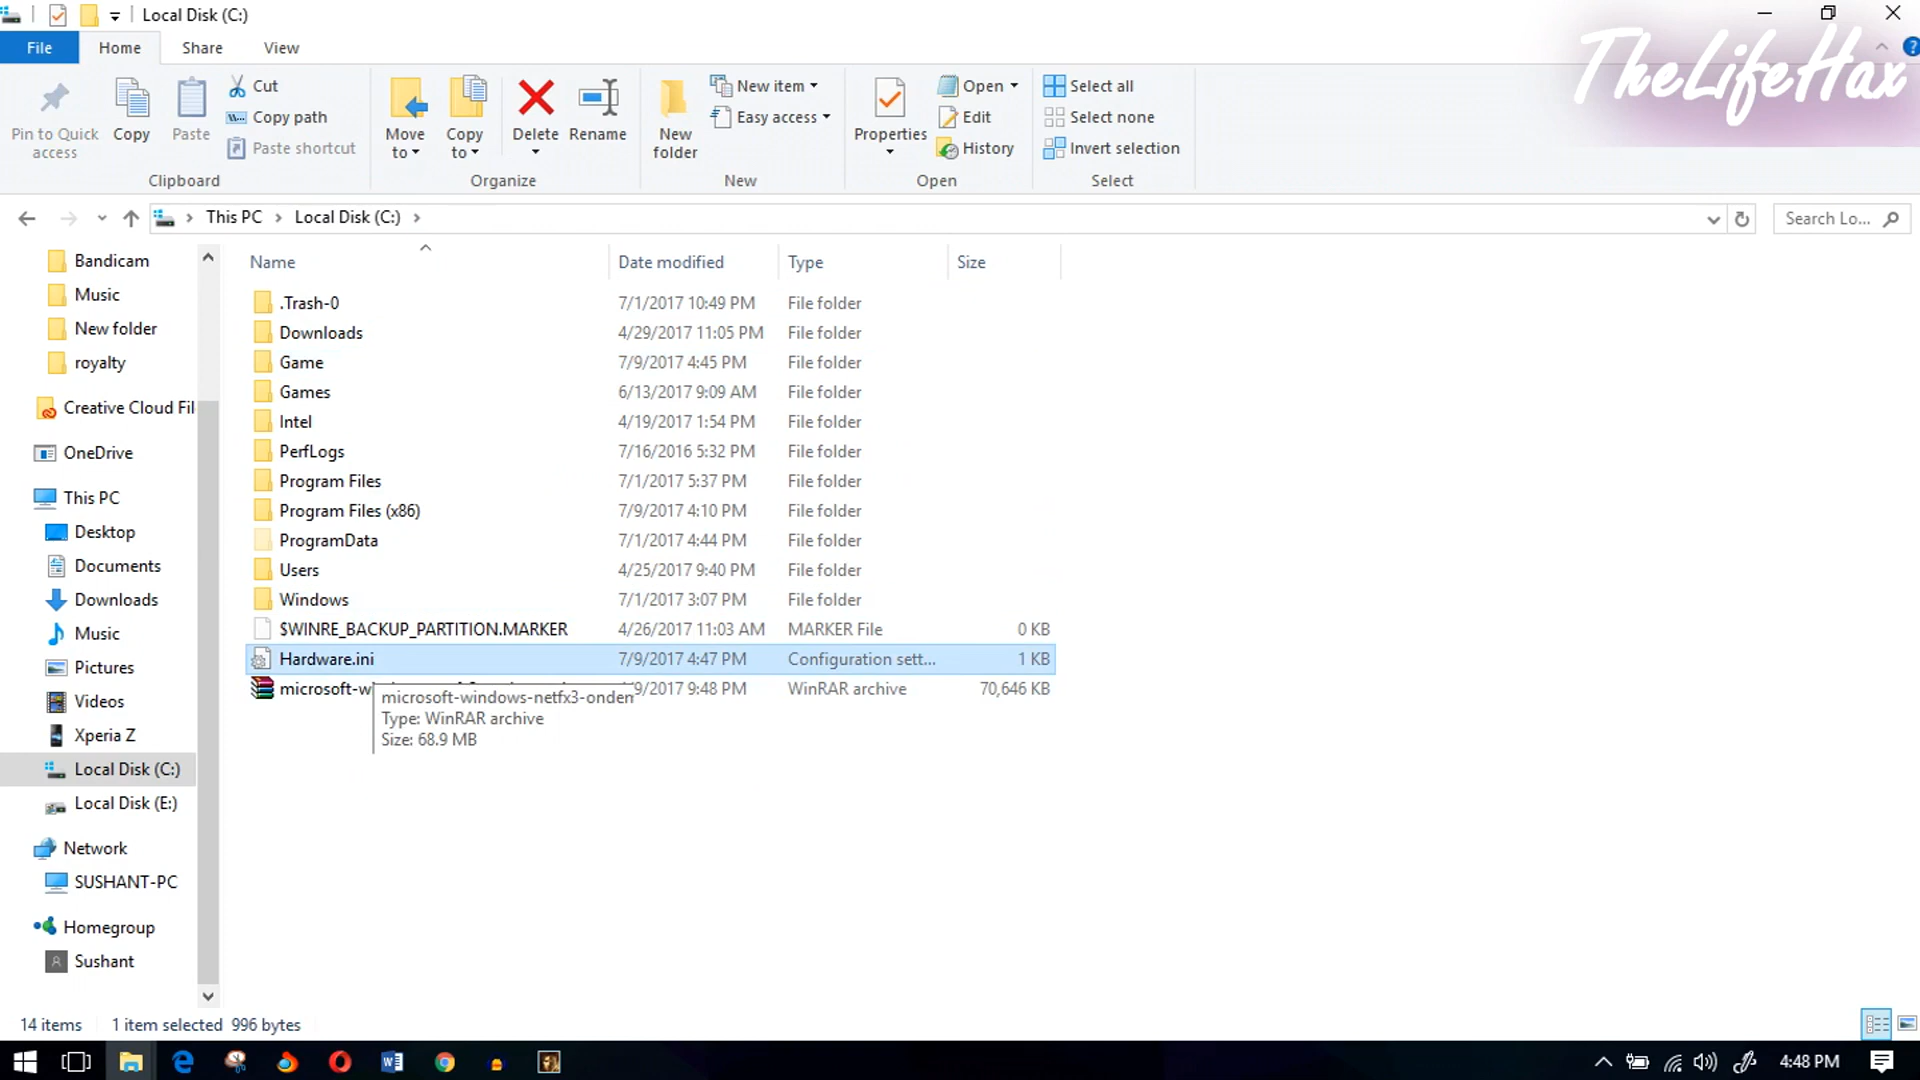 Local Disk (C:)
File Home Share View
TheLifeHax
Pin to Quick access
Copy
Paste
Cut
Copy path
Paste shortcut
Clipboard
Move to
Copy to
Delete
Rename
Organize
New folder
New item
Easy access
New
Properties
Open
Edit
History
Open
Select all
Select none
Invert selection
Select
This PC Local Disk (C:)
Search Lo...
Bandicam
Music
New folder
royalty
Creative Cloud Fil
OneDrive
This PC
Desktop
Documents
Downloads
Music
Pictures
Videos
Xperia Z
Local Disk (C:)
Local Disk (E:)
Network
SUSHANT-PC
Homegroup
Sushant
Name Date modified Type Size
.Trash-0 7/1/2017 10:49 PM File folder
Downloads 4/29/2017 11:05 PM File folder
Game 7/9/2017 4:45 PM File folder
Games 6/13/2017 9:09 AM File folder
Intel 4/19/2017 1:54 PM File folder
PerfLogs 7/16/2016 5:32 PM File folder
Program Files 7/1/2017 5:37 PM File folder
Program Files (x86) 7/9/2017 4:10 PM File folder
ProgramData 7/1/2017 4:44 PM File folder
Users 4/25/2017 9:40 PM File folder
Windows 7/1/2017 3:07 PM File folder
$WINRE_BACKUP_PARTITION.MARKER 4/26/2017 11:03 AM MARKER File 0 KB
Hardware.ini 7/9/2017 4:47 PM Configuration sett... 1 KB
9:48 PM WinRAR archive 70,646 KB
microsoft-windows-netfx3-onden
Type: WinRAR archive
Size: 68.9 MB
14 items 1 item selected 996 bytes
4:48 PM